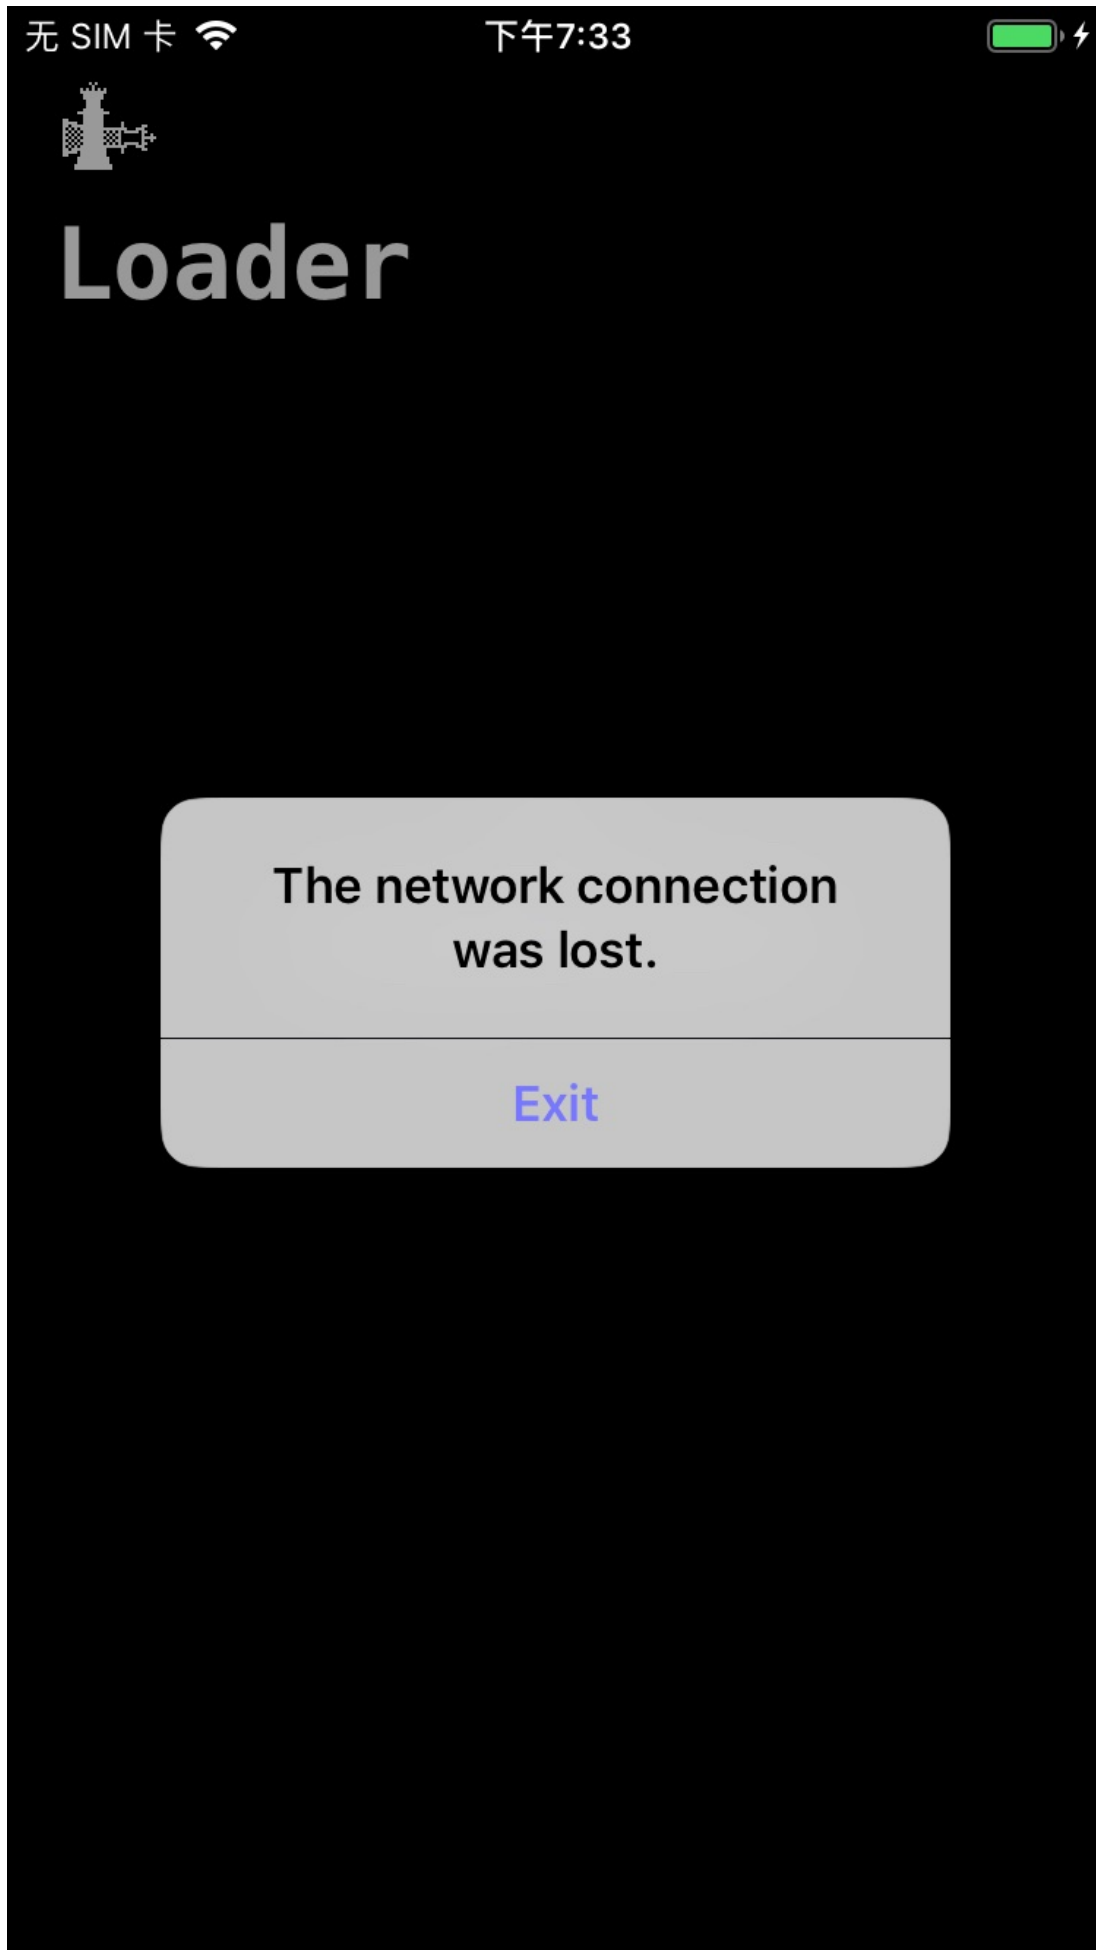 无 SIM 卡 下午7:33
Loader
The network connection
was lost.
Exit